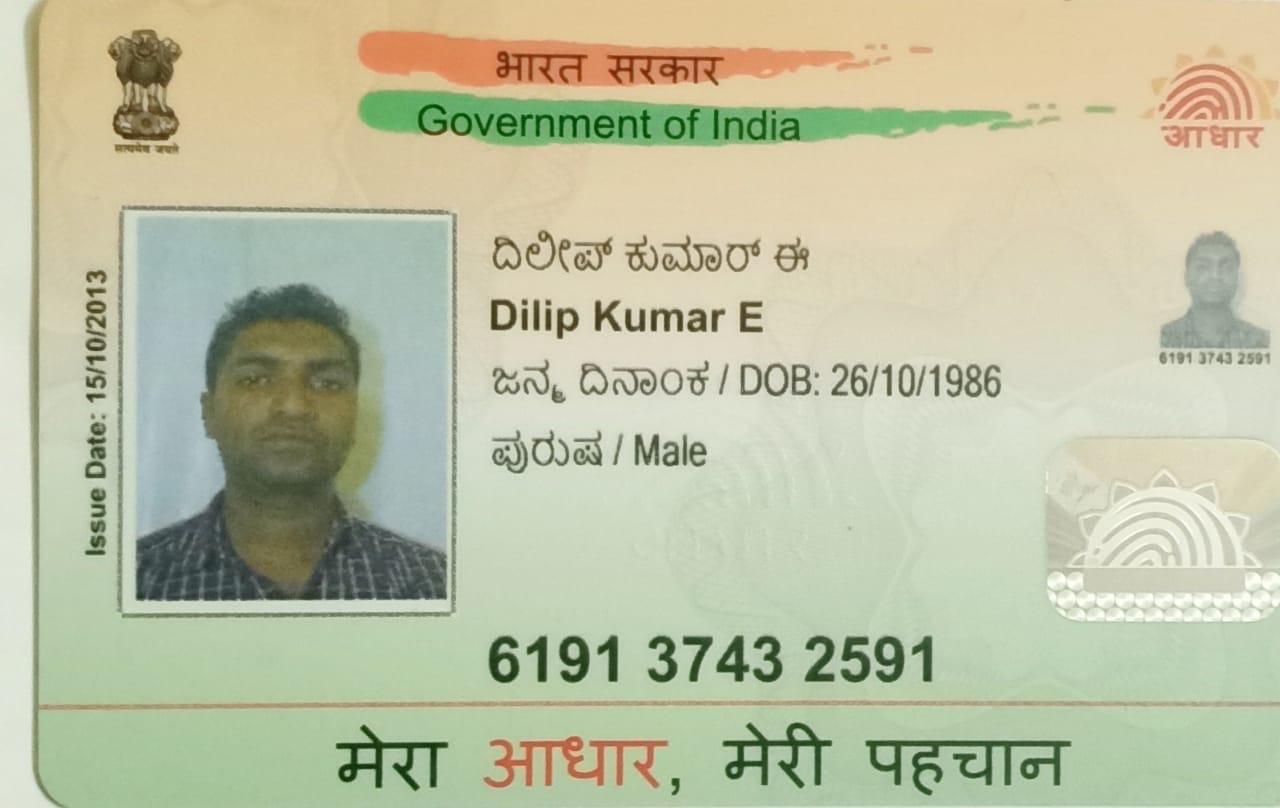 सत्यमेव जयते
भारत सरकार
Government of India
आधार
Issue Date: 15/10/2013
ದಿಲೀಪ್ ಕುಮಾರ್ ಈ
Dilip Kumar E
ಜನ್ಮ ದಿನಾಂಕ / DOB: 26/10/1986
ಪುರುಷ / Male
6191 3743 2591
6191 3743 2591
मेरा आधार, मेरी पहचान